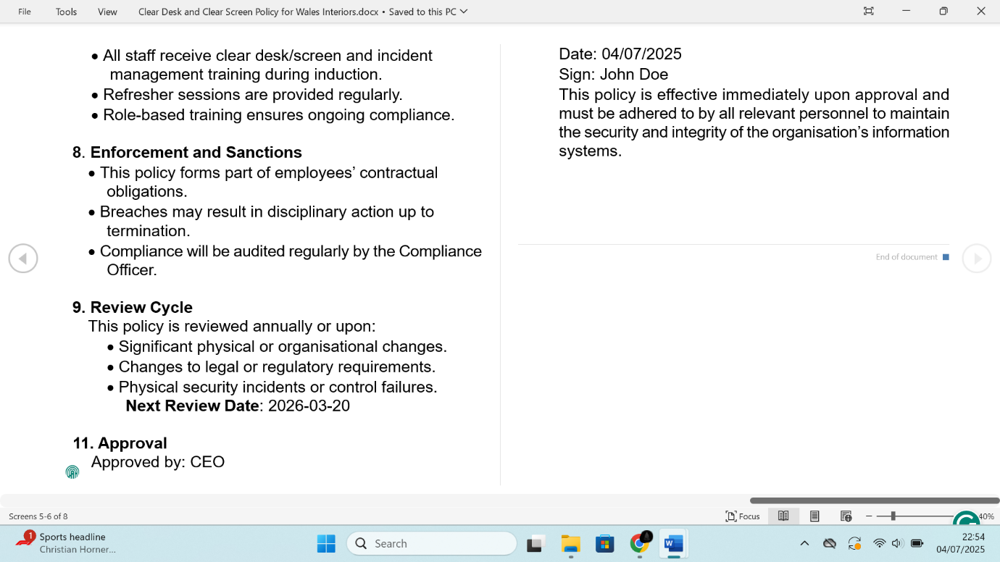 File Tools View Clear Desk and Clear Screen Policy for Wales Interiors.docx • Saved to this PC
• All staff receive clear desk/screen and incident
management training during induction.
• Refresher sessions are provided regularly.
• Role-based training ensures ongoing compliance.
8. Enforcement and Sanctions
• This policy forms part of employees’ contractual
obligations.
• Breaches may result in disciplinary action up to
termination.
• Compliance will be audited regularly by the Compliance
Officer.
9. Review Cycle
This policy is reviewed annually or upon:
• Significant physical or organisational changes.
• Changes to legal or regulatory requirements.
• Physical security incidents or control failures.
Next Review Date: 2026-03-20
11. Approval
Approved by: CEO
Date: 04/07/2025
Sign: John Doe
This policy is effective immediately upon approval and
must be adhered to by all relevant personnel to maintain
the security and integrity of the organisation’s information
systems.
End of document
Screens 5-6 of 8
Focus
40%
1
Sports headline
Christian Horner...
Search
22:54
04/07/2025